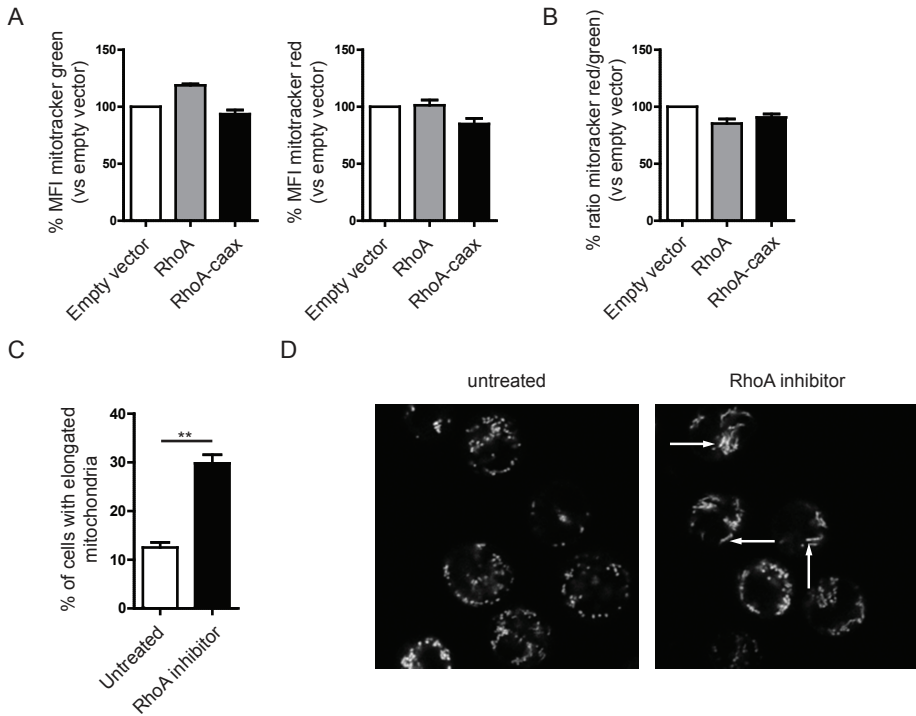 A
% MFI mitotracker green
(vs empty vector)
150
100
50
0
Empty vector
RhoA
RhoA-caax
% MFI mitotracker red
(vs empty vector)
150
100
50
0
Empty vector
RhoA
RhoA-caax
B
% ratio mitoracker red/green
(vs empty vector)
150
100
50
0
Empty vector
RhoA
RhoA-caax
C
% of cells with elongated
mitochondria
40
30
20
10
0
**
Untreated
RhoA inhibitor
D
untreated
RhoA inhibitor